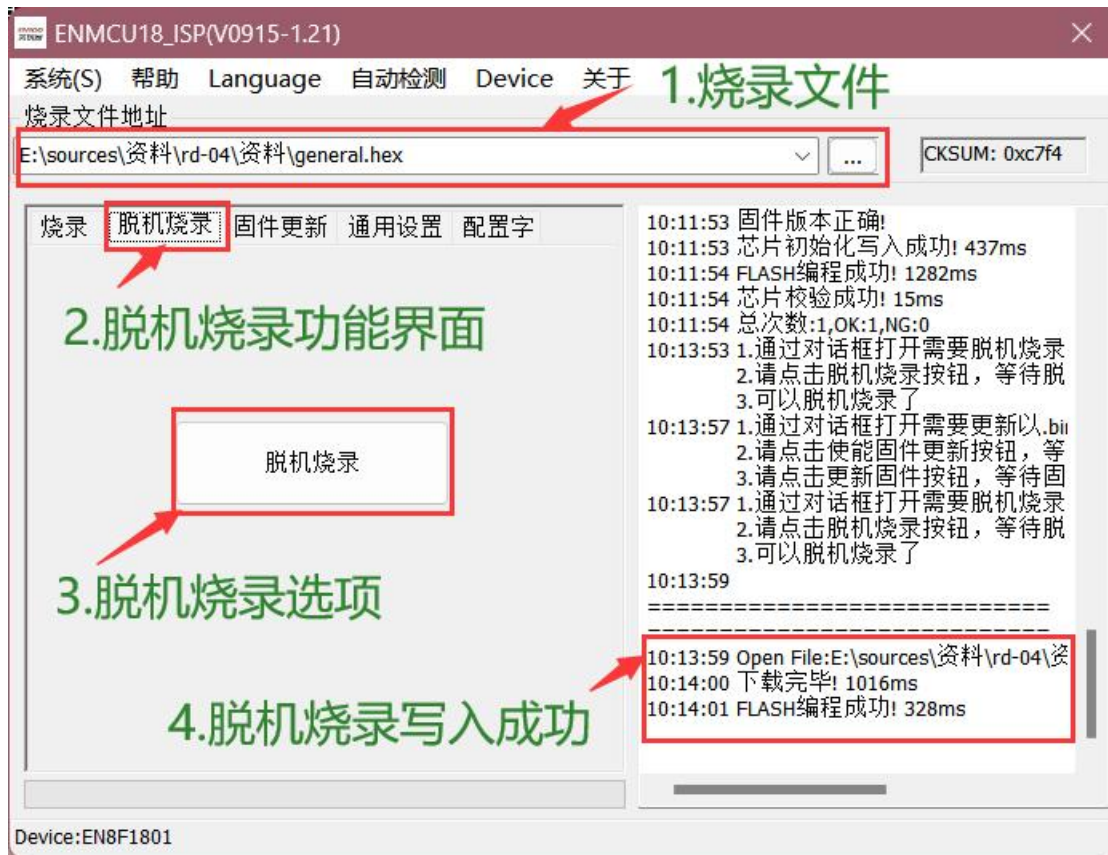 ENMCU18_ISP(V0915-1.21)
系统(S) 帮助 Language 自动检测 Device 关于
1.烧录文件
烧录文件地址
E:\sources\资料\rd-04\资料\general.hex
...
CKSUM: 0xc7f4
烧录 脱机烧录 固件更新 通用设置 配置字
2.脱机烧录功能界面
脱机烧录
3.脱机烧录选项
4.脱机烧录写入成功
10:11:53 固件版本正确!
10:11:53 芯片初始化写入成功! 437ms
10:11:54 FLASH编程成功! 1282ms
10:11:54 芯片校验成功! 15ms
10:11:54 总次数:1,OK:1,NG:0
10:13:53 1.通过对话框打开需要脱机烧录
2.请点击脱机烧录按钮，等待脱
3.可以脱机烧录了
10:13:57 1.通过对话框打开需要更新以.bin
2.请点击使能固件更新按钮，等
3.请点击更新固件按钮，等待固
10:13:57 1.通过对话框打开需要脱机烧录
2.请点击脱机烧录按钮，等待脱
3.可以脱机烧录了
10:13:59
============================
============================
10:13:59 Open File:E:\sources\资料\rd-04\资
10:14:00 下载完毕! 1016ms
10:14:01 FLASH编程成功! 328ms
Device:EN8F1801